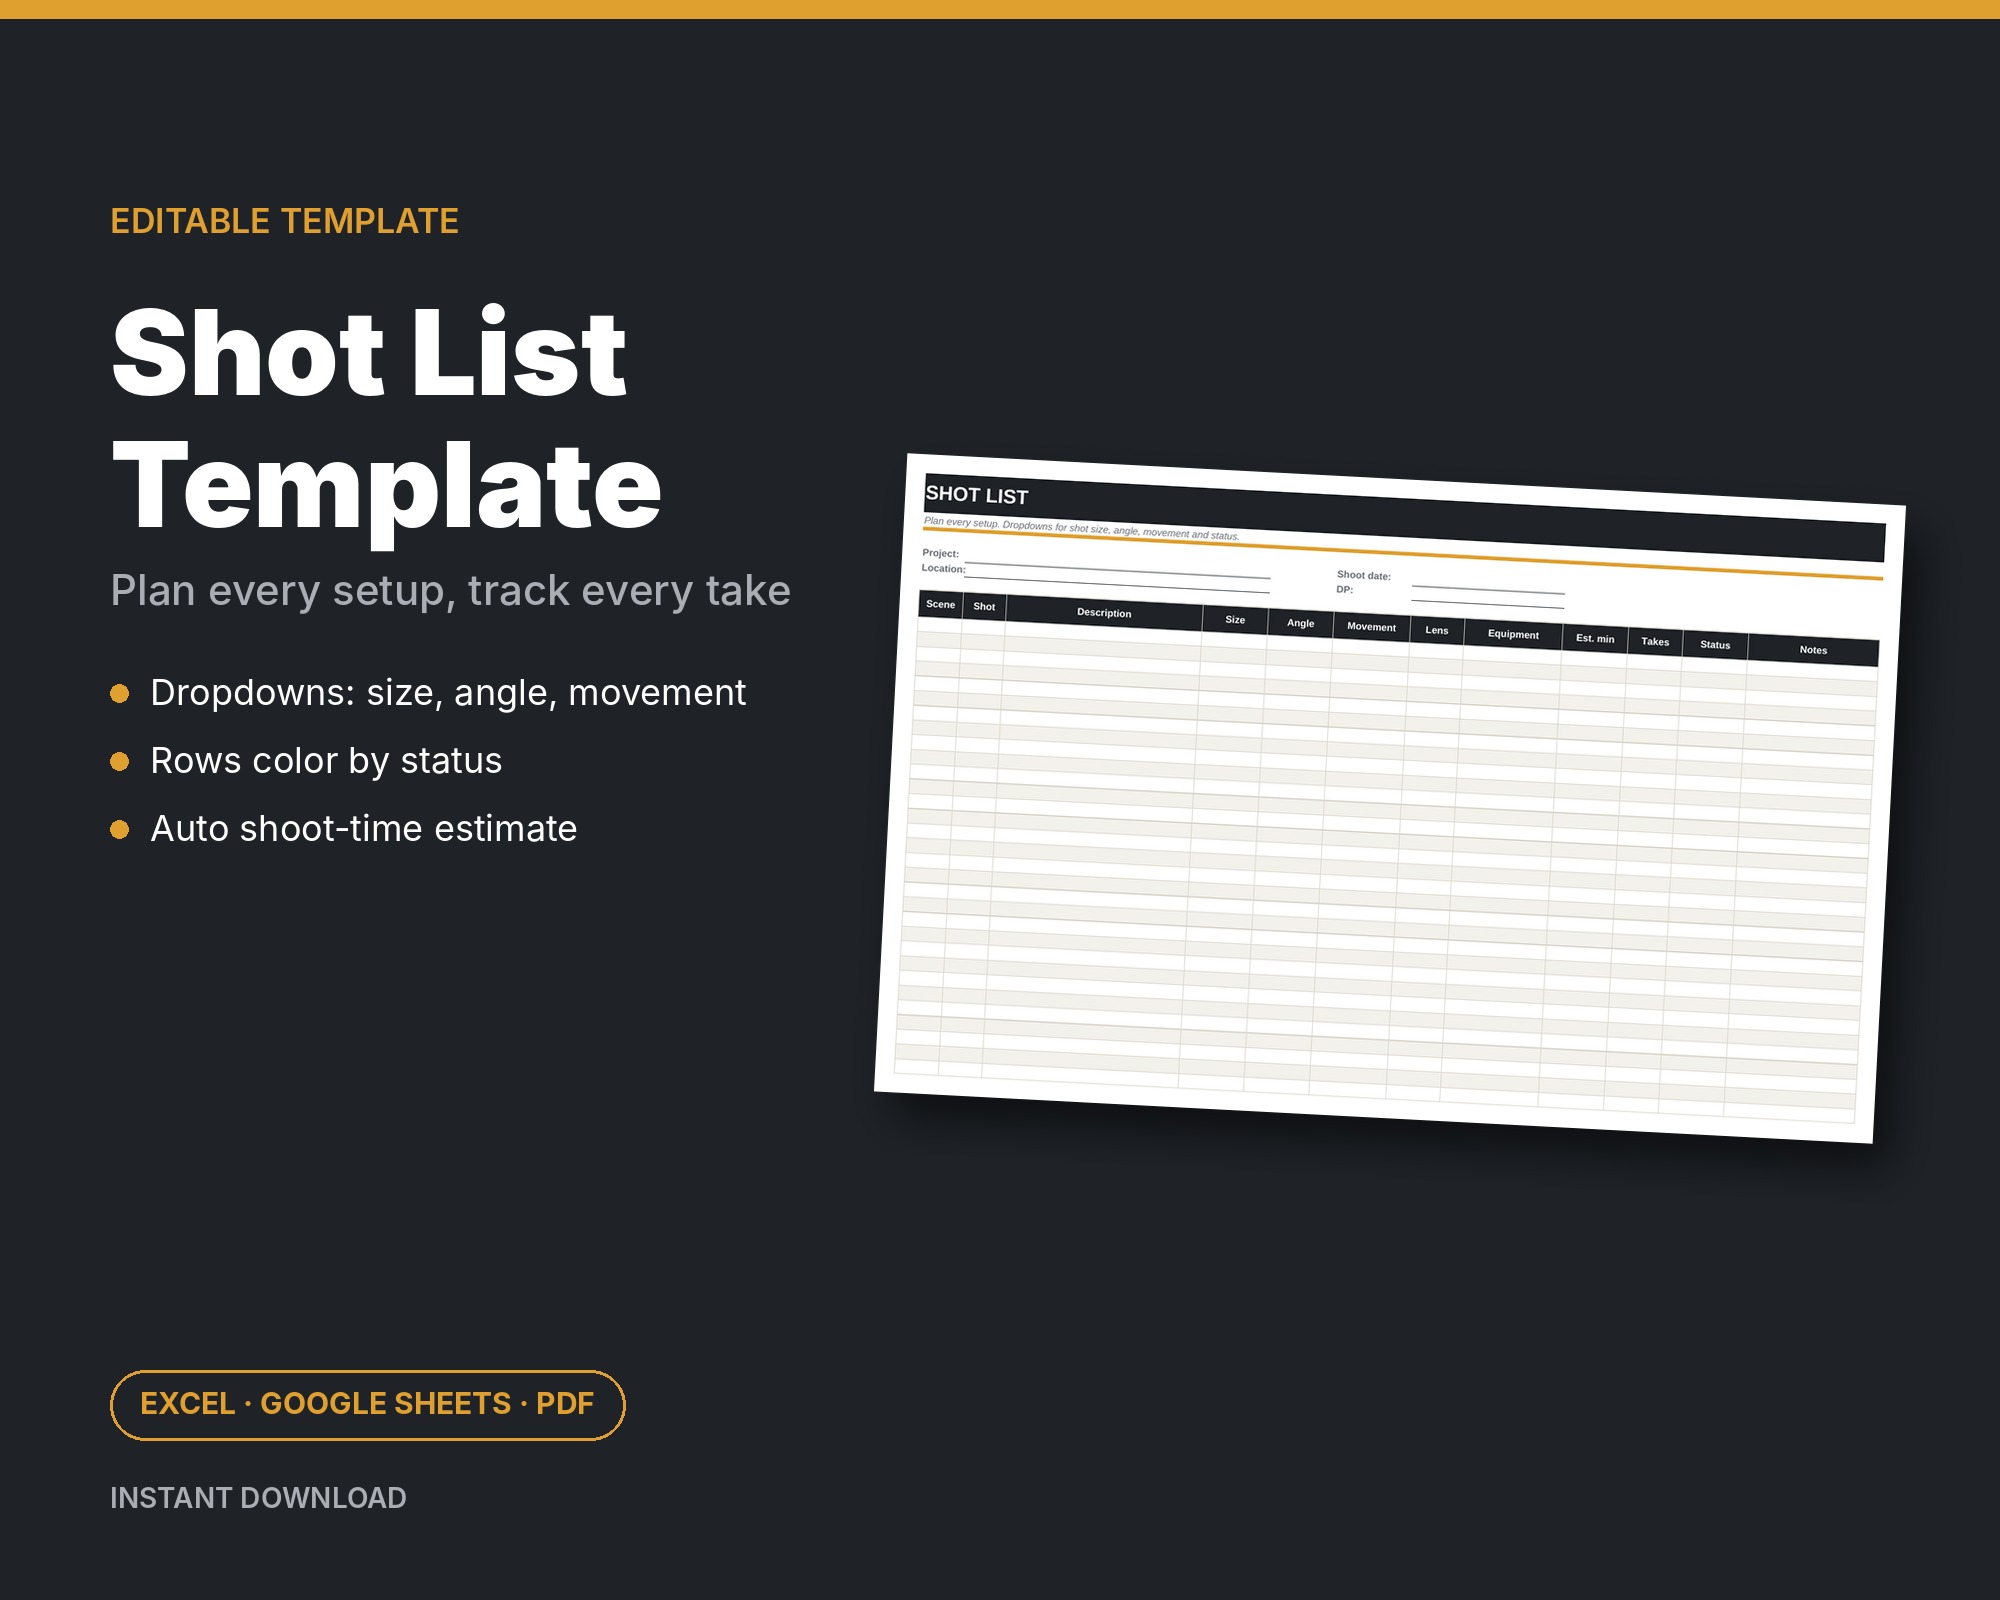 EDITABLE TEMPLATE
Shot List
Template
Plan every setup, track every take
Dropdowns: size, angle, movement
Rows color by status
Auto shoot-time estimate
SHOT LIST
Plan every setup. Dropdowns for shot size, angle, movement and status.
Project: Shoot date:
Location: DP:
Scene Shot Description Size Angle Movement Lens Equipment Est. min Takes Status Notes
EXCEL · GOOGLE SHEETS · PDF
INSTANT DOWNLOAD